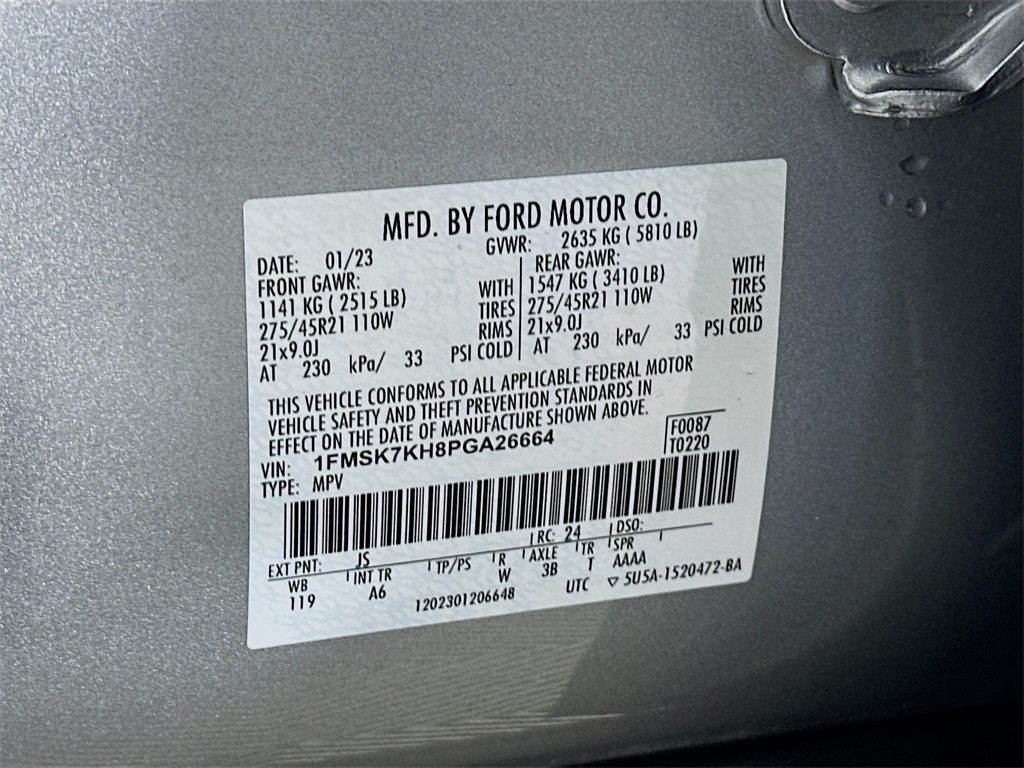 MFD. BY FORD MOTOR CO.
DATE: 01/23 GVWR: 2635 KG ( 5810 LB)
FRONT GAWR: REAR GAWR:
1141 KG ( 2515 LB) WITH 1547 KG ( 3410 LB) WITH
275/45R21 110W TIRES 275/45R21 110W TIRES
21x9.0J RIMS 21x9.0J RIMS
AT 230 kPa/ 33 PSI COLD AT 230 kPa/ 33 PSI COLD
THIS VEHICLE CONFORMS TO ALL APPLICABLE FEDERAL MOTOR
VEHICLE SAFETY AND THEFT PREVENTION STANDARDS IN
EFFECT ON THE DATE OF MANUFACTURE SHOWN ABOVE.
VIN: 1FMSK7KH8PGA26664 F0087
TYPE: MPV T0220
EXT PNT: JS RC: 24 DSO:
WB INT TR TP/PS R AXLE TR SPR
119 A6 W 3B T AAAA
1202301206648 UTC ▽ 5U5A-1520472-BA